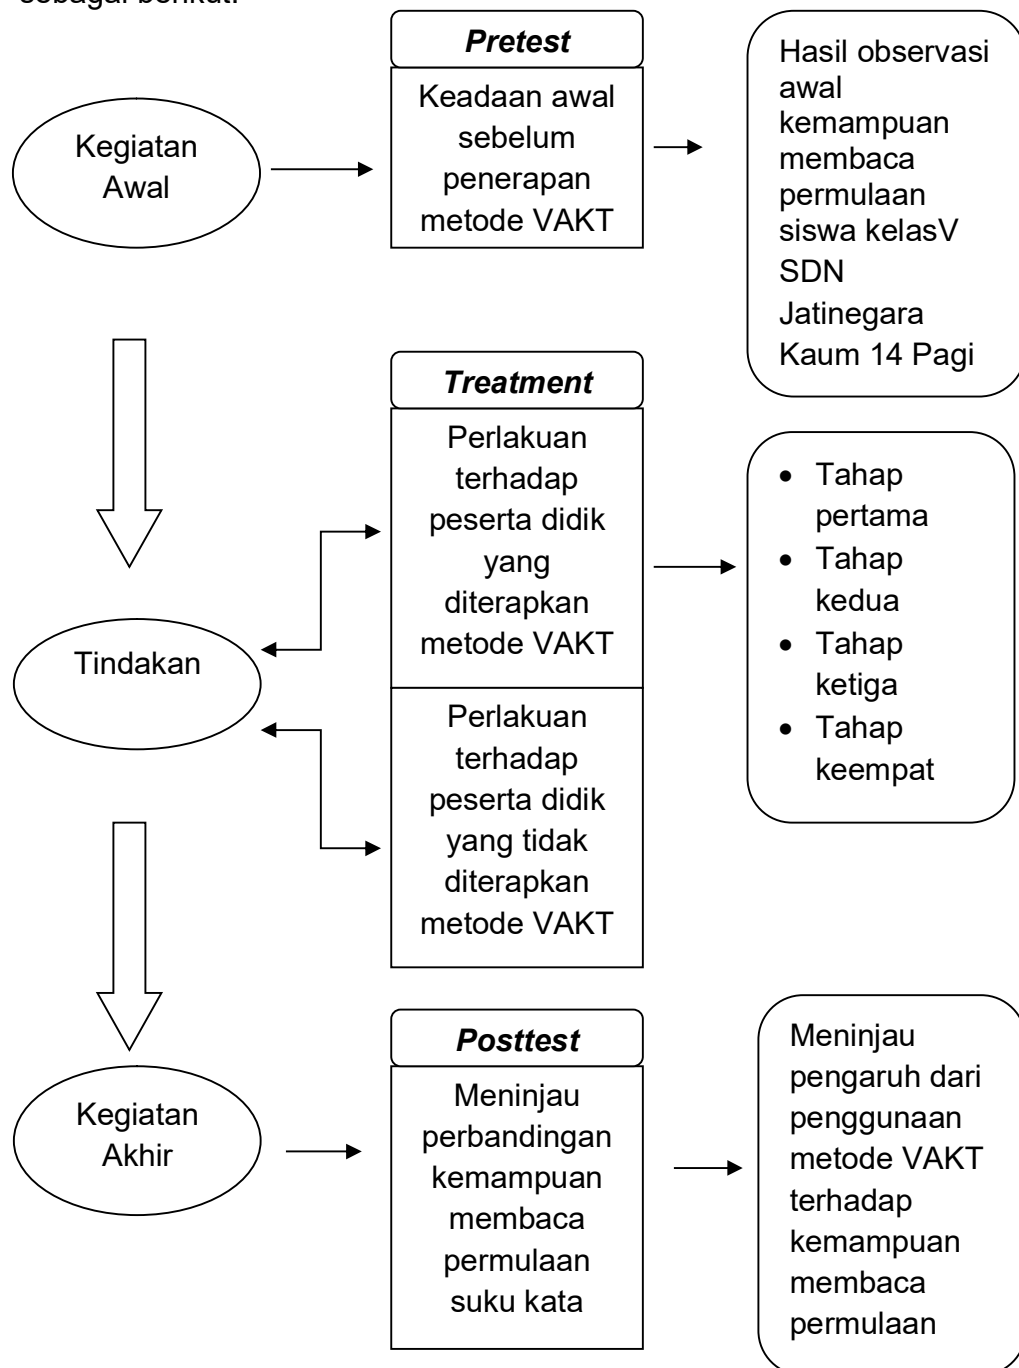 sebagai berikut:
Kegiatan
Awal
Pretest
Keadaan awal
sebelum
penerapan
metode VAKT
Hasil observasi
awal
kemampuan
membaca
permulaan
siswa kelasV
SDN
Jatinegara
Kaum 14 Pagi
Tindakan
Treatment
Perlakuan
terhadap
peserta didik
yang
diterapkan
metode VAKT
Perlakuan
terhadap
peserta didik
yang tidak
diterapkan
metode VAKT
• Tahap
pertama
• Tahap
kedua
• Tahap
ketiga
• Tahap
keempat
Kegiatan
Akhir
Posttest
Meninjau
perbandingan
kemampuan
membaca
permulaan
suku kata
Meninjau
pengaruh dari
penggunaan
metode VAKT
terhadap
kemampuan
membaca
permulaan